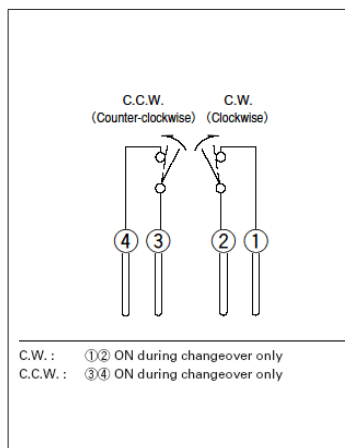 C.C.W. C.W.
(Counter-clockwise) (Clockwise)
④ ③ ② ①
C.W. : ①② ON during changeover only
C.C.W. : ③④ ON during changeover only